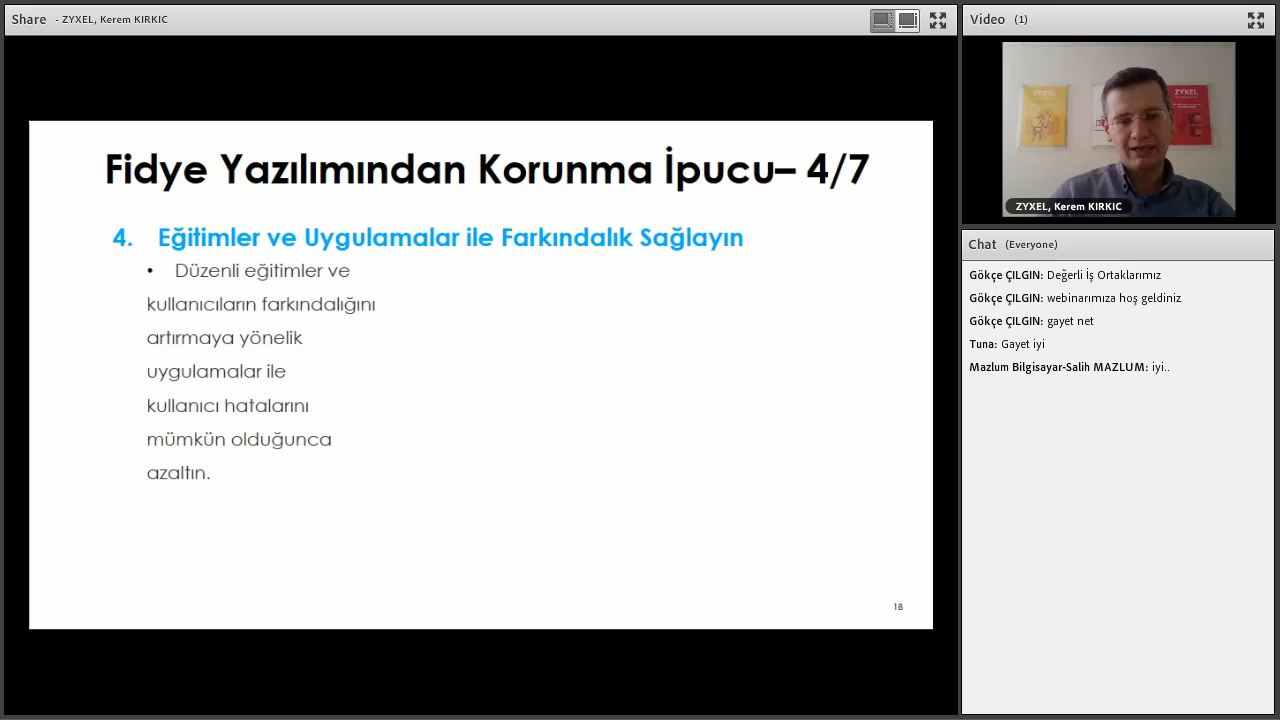 Share - ZYXEL, Kerem KIRKIC
Fidye Yazılımından Korunma İpucu– 4/7
4. Eğitimler ve Uygulamalar ile Farkındalık Sağlayın
• Düzenli eğitimler ve
kullanıcıların farkındalığını
artırmaya yönelik
uygulamalar ile
kullanıcı hatalarını
mümkün olduğunca
azaltın.
18
Video (1)
ZYXEL
ZYXEL
ZYXEL, Kerem KIRKIC
Chat (Everyone)
Gökçe ÇILGIN: Değerli İş Ortaklarımız
Gökçe ÇILGIN: webinarımıza hoş geldiniz
Gökçe ÇILGIN: gayet net
Tuna: Gayet iyi
Mazlum Bilgisayar-Salih MAZLUM: iyi..